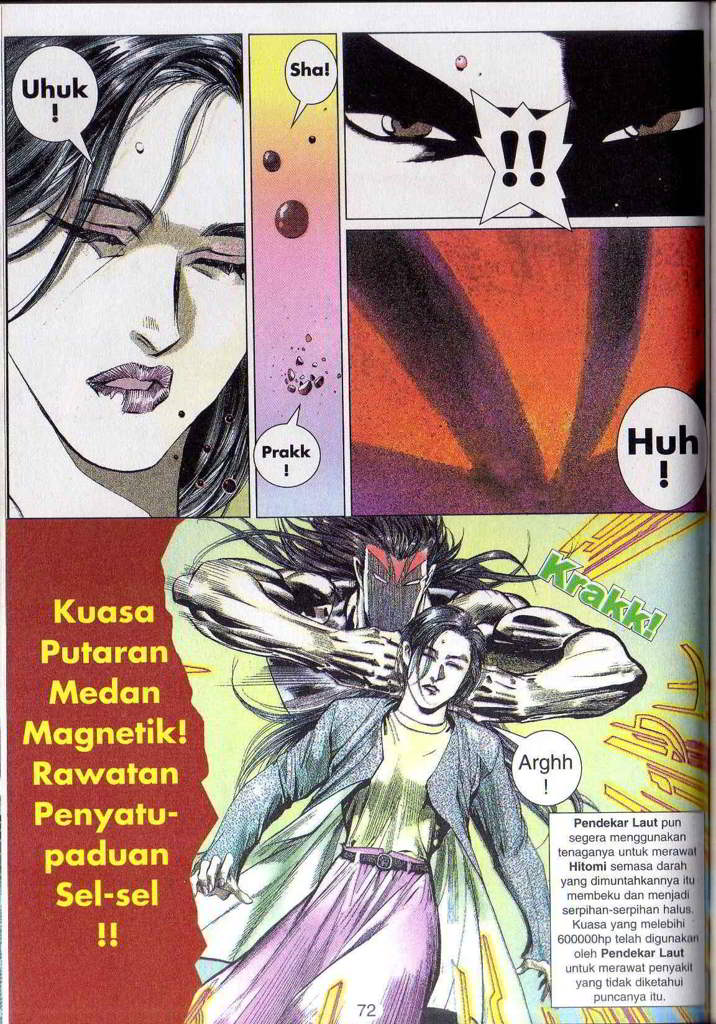 Uhuk
!
Sha!
!!
Prakk
!
Huh
!
Krakk!
Kuasa
Putaran
Medan
Magnetik!
Rawatan
Penyatu-
paduan
Sel-sel
!!
Arghh
!
Pendekar Laut pun
segera menggunakan
tenaganya untuk merawat
Hitomi semasa darah
yang dimuntahkannya itu
membeku dan menjadi
serpihan-serpihan halus.
Kuasa yang melebihi
600000hp telah digunakan
oleh Pendekar Laut
untuk merawat penyakit
yang tidak diketahui
puncanya itu.
72